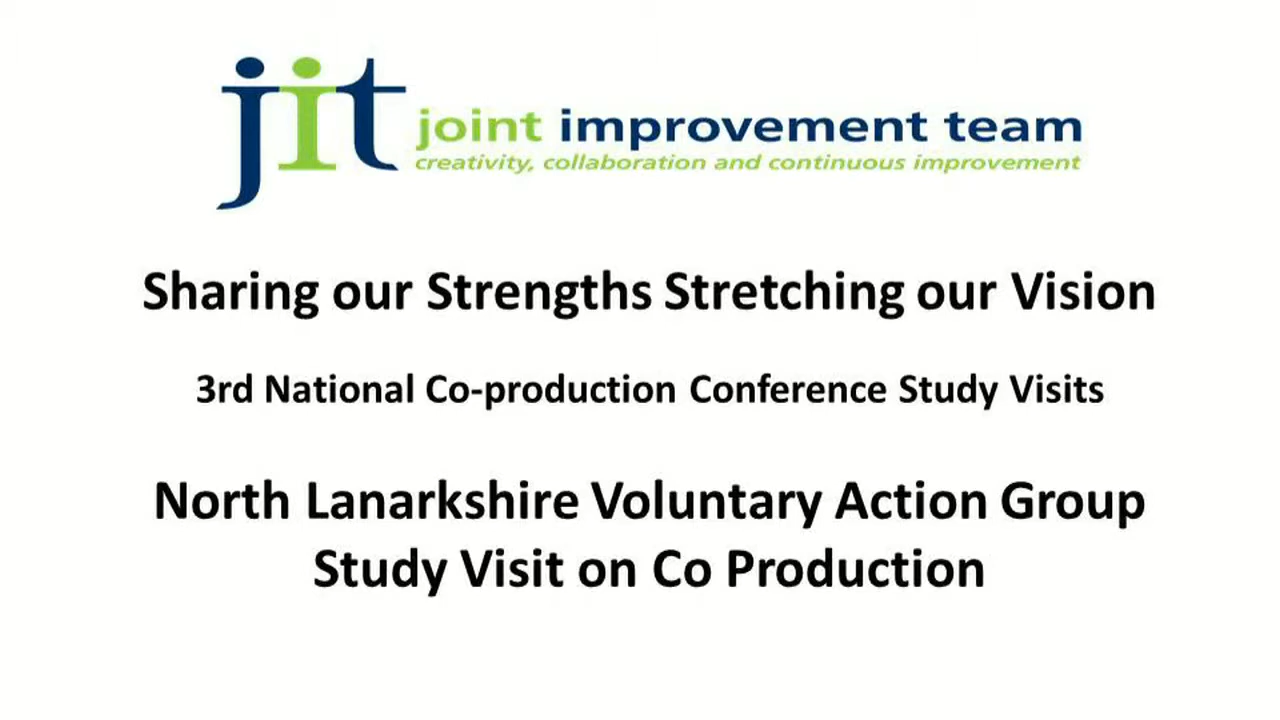 jit joint improvement team
creativity, collaboration and continuous improvement
Sharing our Strengths Stretching our Vision
3rd National Co-production Conference Study Visits
North Lanarkshire Voluntary Action Group
Study Visit on Co Production